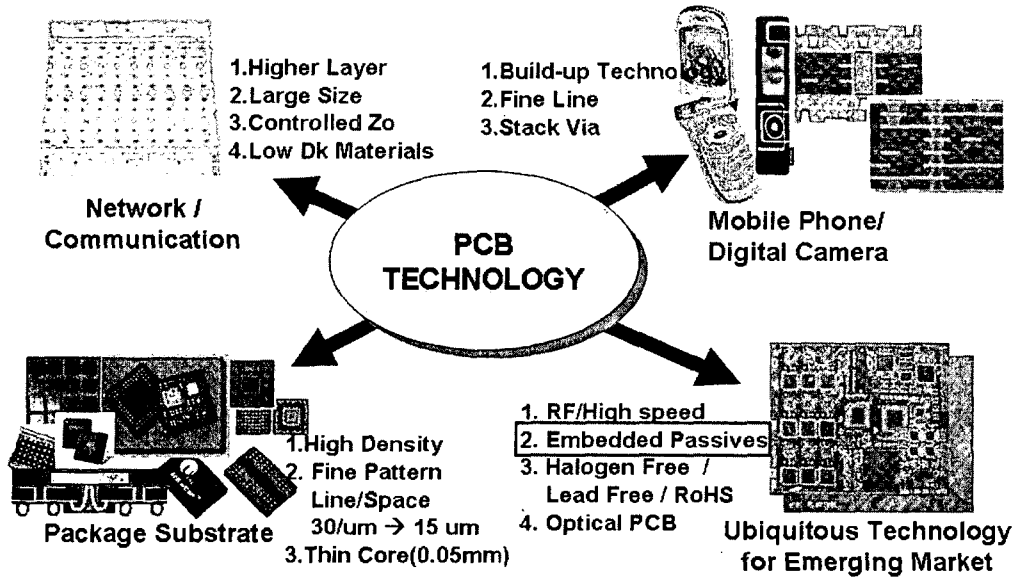 1.Higher Layer
2.Large Size
3.Controlled Zo
4.Low Dk Materials
Network /
Communication
1.Build-up Technology
2.Fine Line
3.Stack Via
Mobile Phone/
Digital Camera
PCB
TECHNOLOGY
1.High Density
2. Fine Pattern
Line/Space
30/um → 15 um
3.Thin Core(0.05mm)
Package Substrate
1. RF/High speed
2. Embedded Passives
3. Halogen Free /
Lead Free / RoHS
4. Optical PCB
Ubiquitous Technology
for Emerging Market